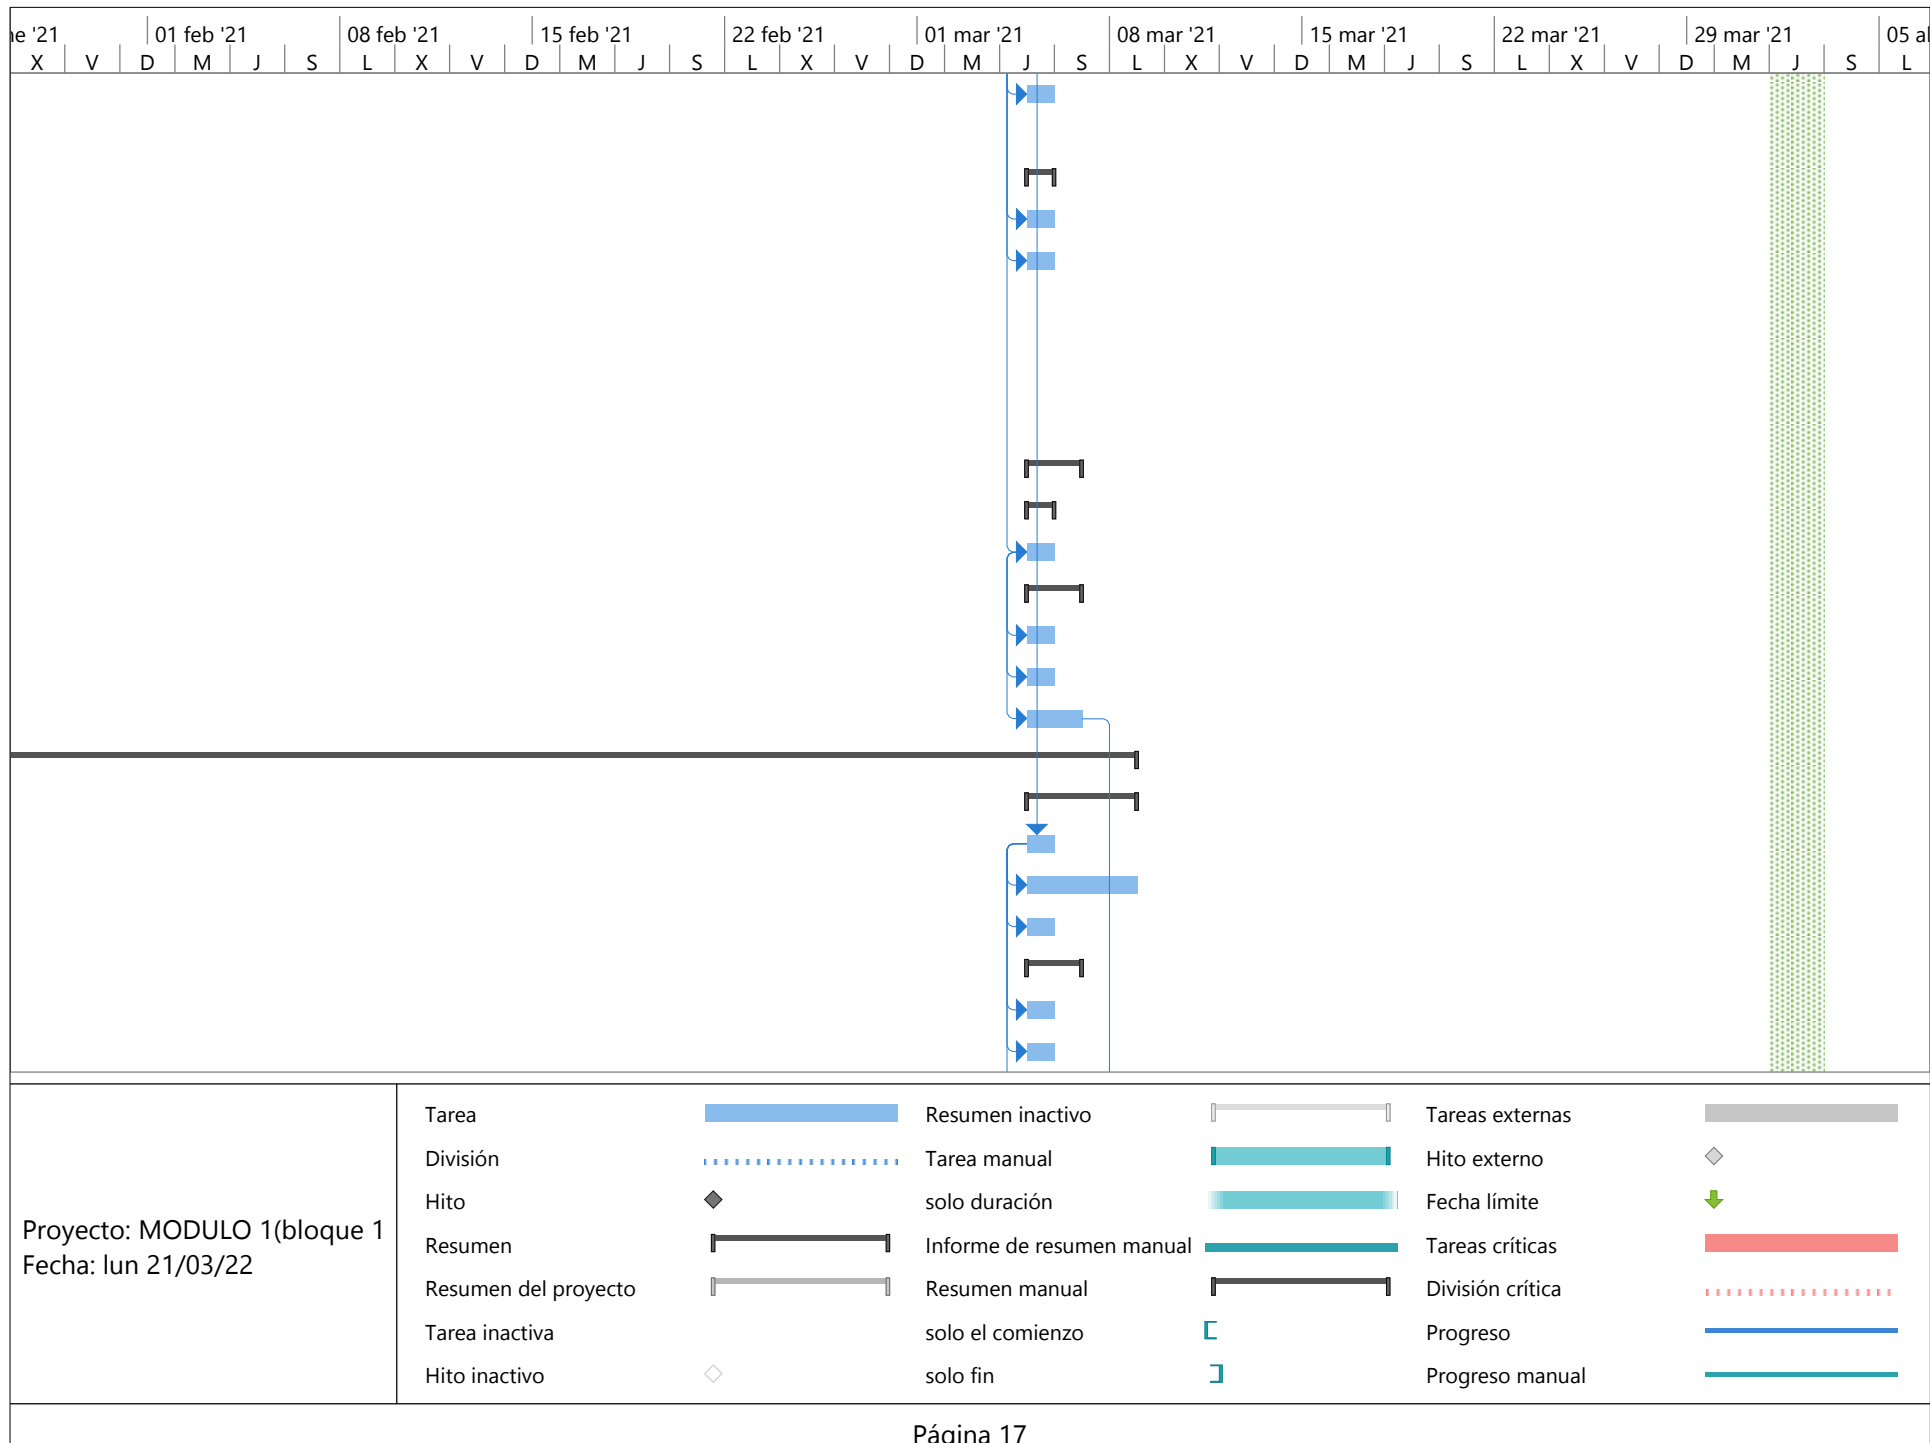 ne '21 01 feb '21 08 feb '21 15 feb '21 22 feb '21 01 mar '21 08 mar '21 15 mar '21 22 mar '21 29 mar '21 05 a
X V D M J S L X V D M J S L X V D M J S L X V D M J S L X V D M J S L
Tarea Resumen inactivo Tareas externas
División Tarea manual Hito externo
Hito solo duración Fecha límite
Proyecto: MODULO 1(bloque 1
Fecha: lun 21/03/22
Resumen Informe de resumen manual Tareas críticas
Resumen del proyecto Resumen manual División crítica
Tarea inactiva solo el comienzo Progreso
Hito inactivo solo fin Progreso manual
Página 17